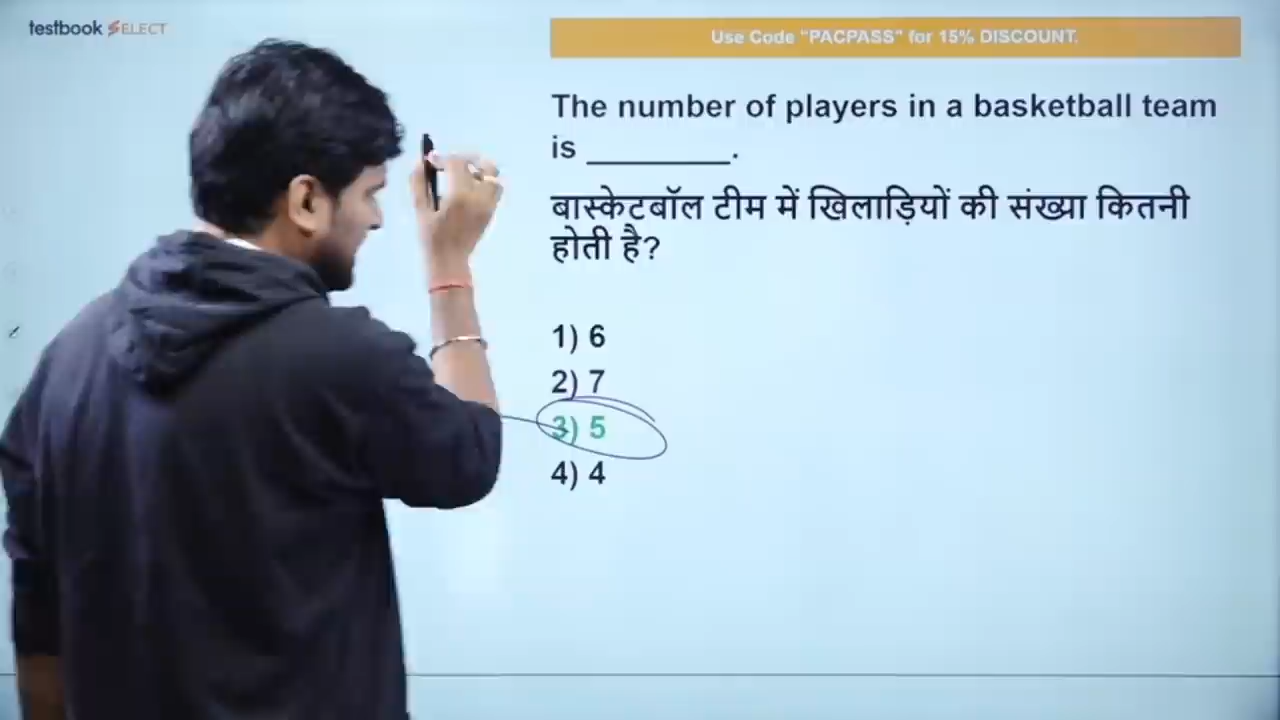 testbook SELECT
Use Code "PACPASS" for 15% DISCOUNT.
The number of players in a basketball team
is ________.
बास्केटबॉल टीम में खिलाड़ियों की संख्या कितनी
होती है?
1) 6
2) 7
3) 5
4) 4